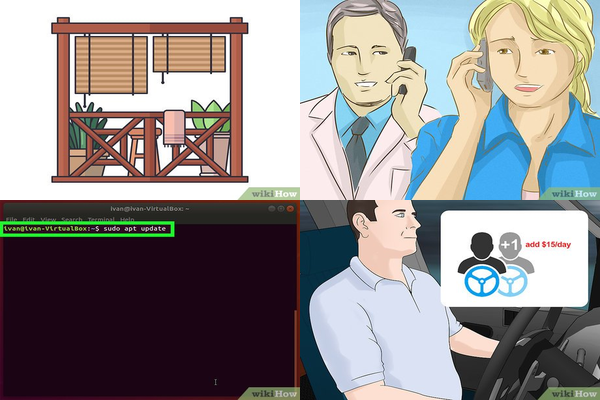 wikiHow
wikiHow
ivan@ivan-VirtualBox: ~
File Edit View Search Terminal Help
ivan@ivan-VirtualBox:~$ sudo apt update
wikiHow
+1 add $15/day
wikiHow